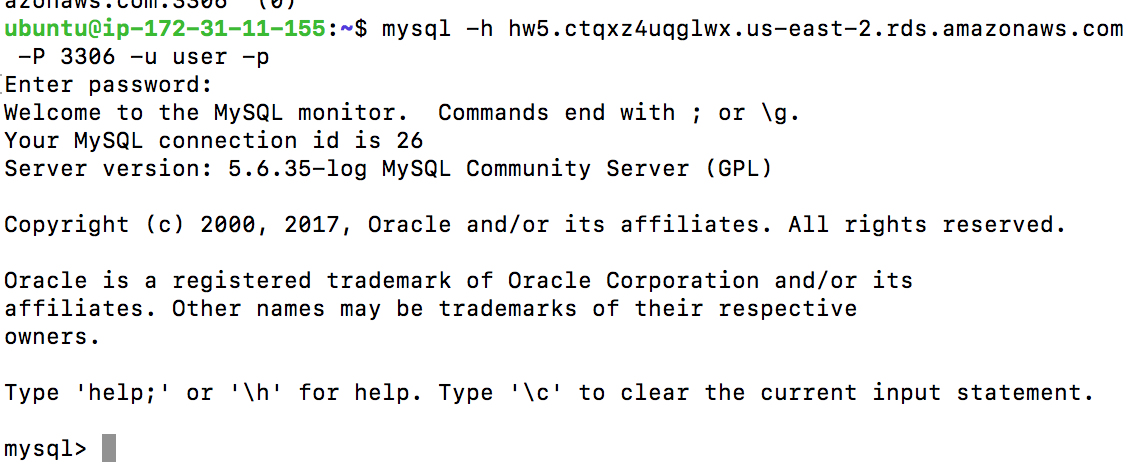 azonaws.com:3306' (0)
ubuntu@ip-172-31-11-155:~$ mysql -h hw5.ctqxz4uqglwx.us-east-2.rds.amazonaws.com
-P 3306 -u user -p
Enter password:
Welcome to the MySQL monitor.  Commands end with ; or \g.
Your MySQL connection id is 26
Server version: 5.6.35-log MySQL Community Server (GPL)
Copyright (c) 2000, 2017, Oracle and/or its affiliates. All rights reserved.
Oracle is a registered trademark of Oracle Corporation and/or its
affiliates. Other names may be trademarks of their respective
owners.
Type 'help;' or '\h' for help. Type '\c' to clear the current input statement.
mysql>